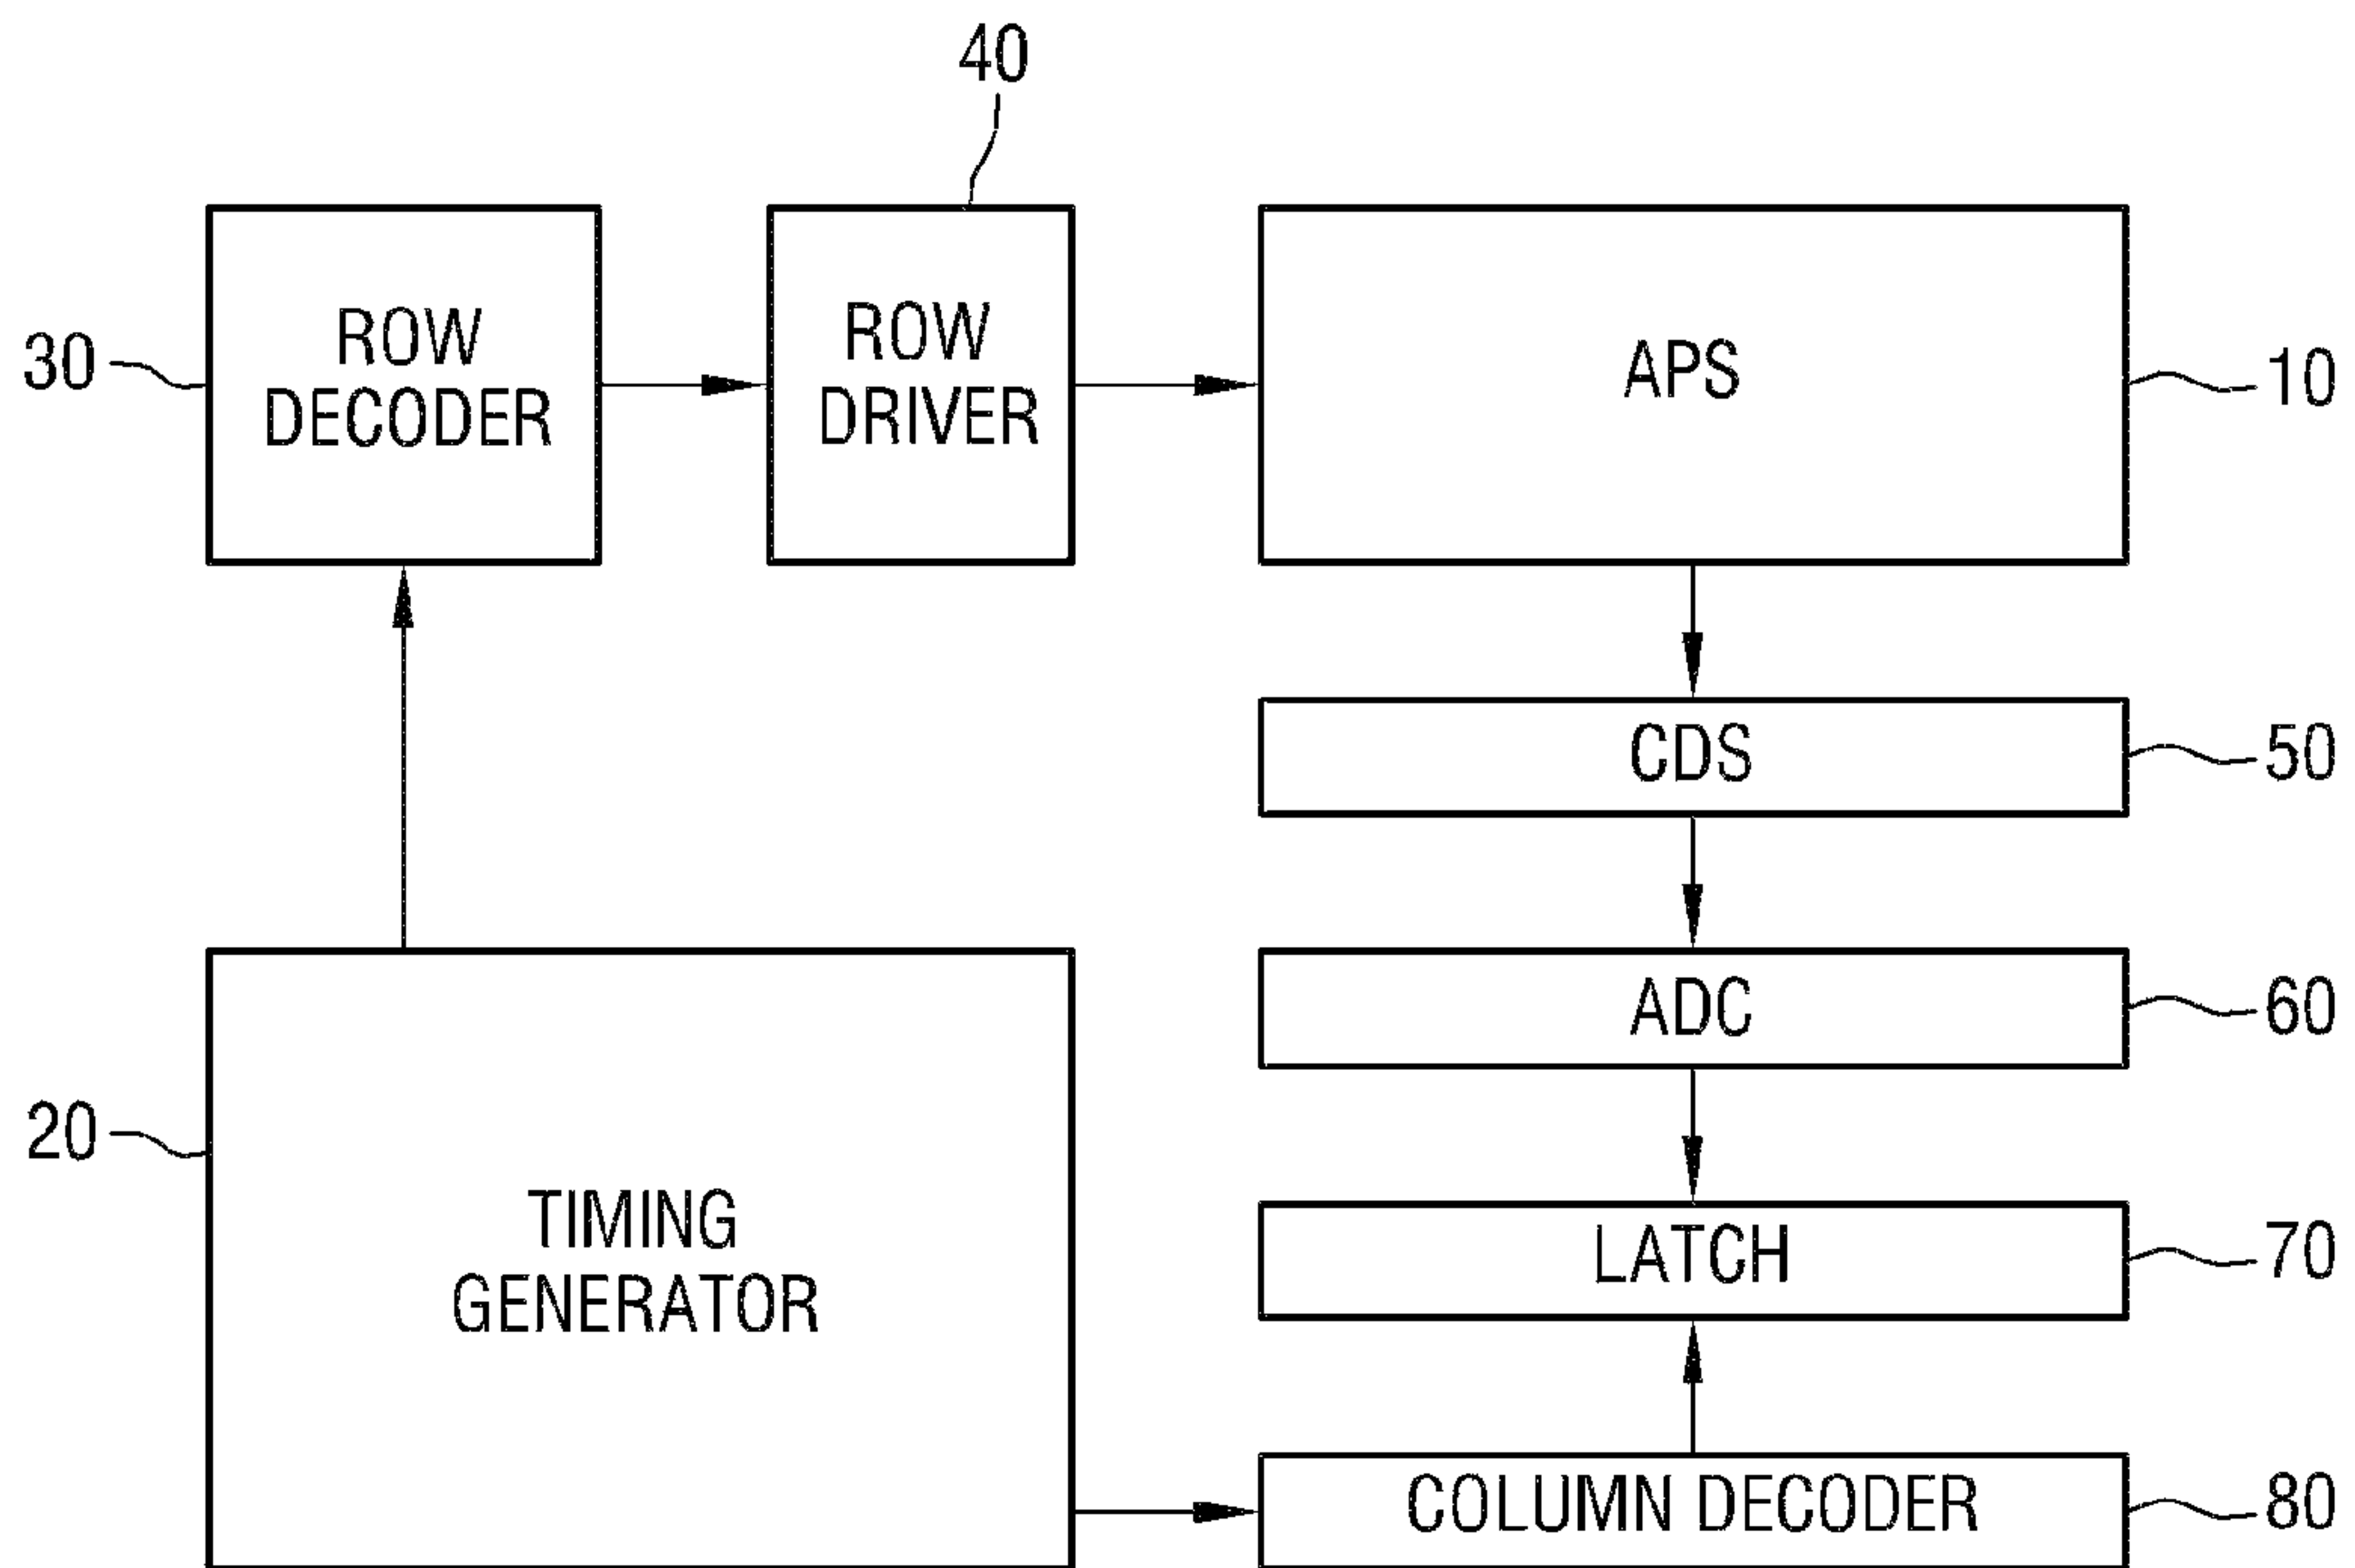 40
ROW
DECODER
ROW
DRIVER
APS
30
10
CDS
50
ADC
60
20
TIMING
GENERATOR
LATCH
70
COLUMN DECODER
80